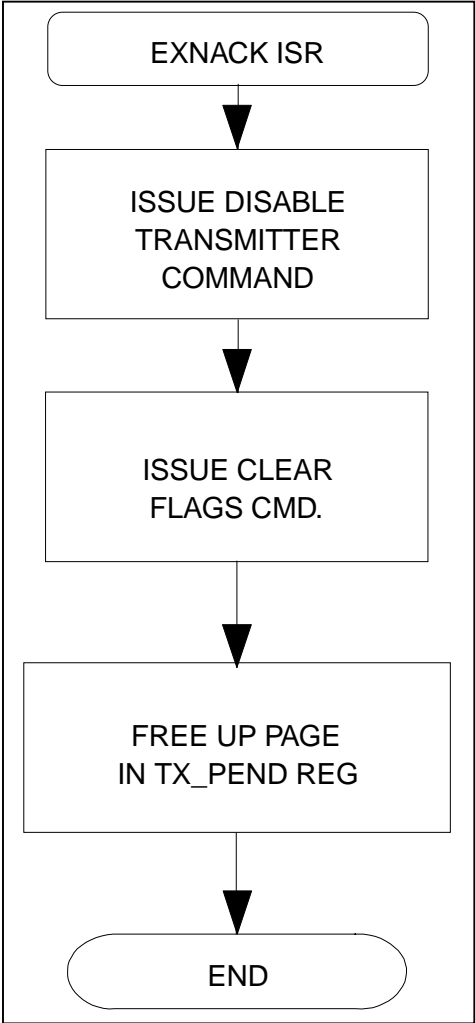 EXNACK ISR
ISSUE DISABLE
TRANSMITTER
COMMAND
ISSUE CLEAR
FLAGS CMD.
FREE UP PAGE
IN TX_PEND REG
END